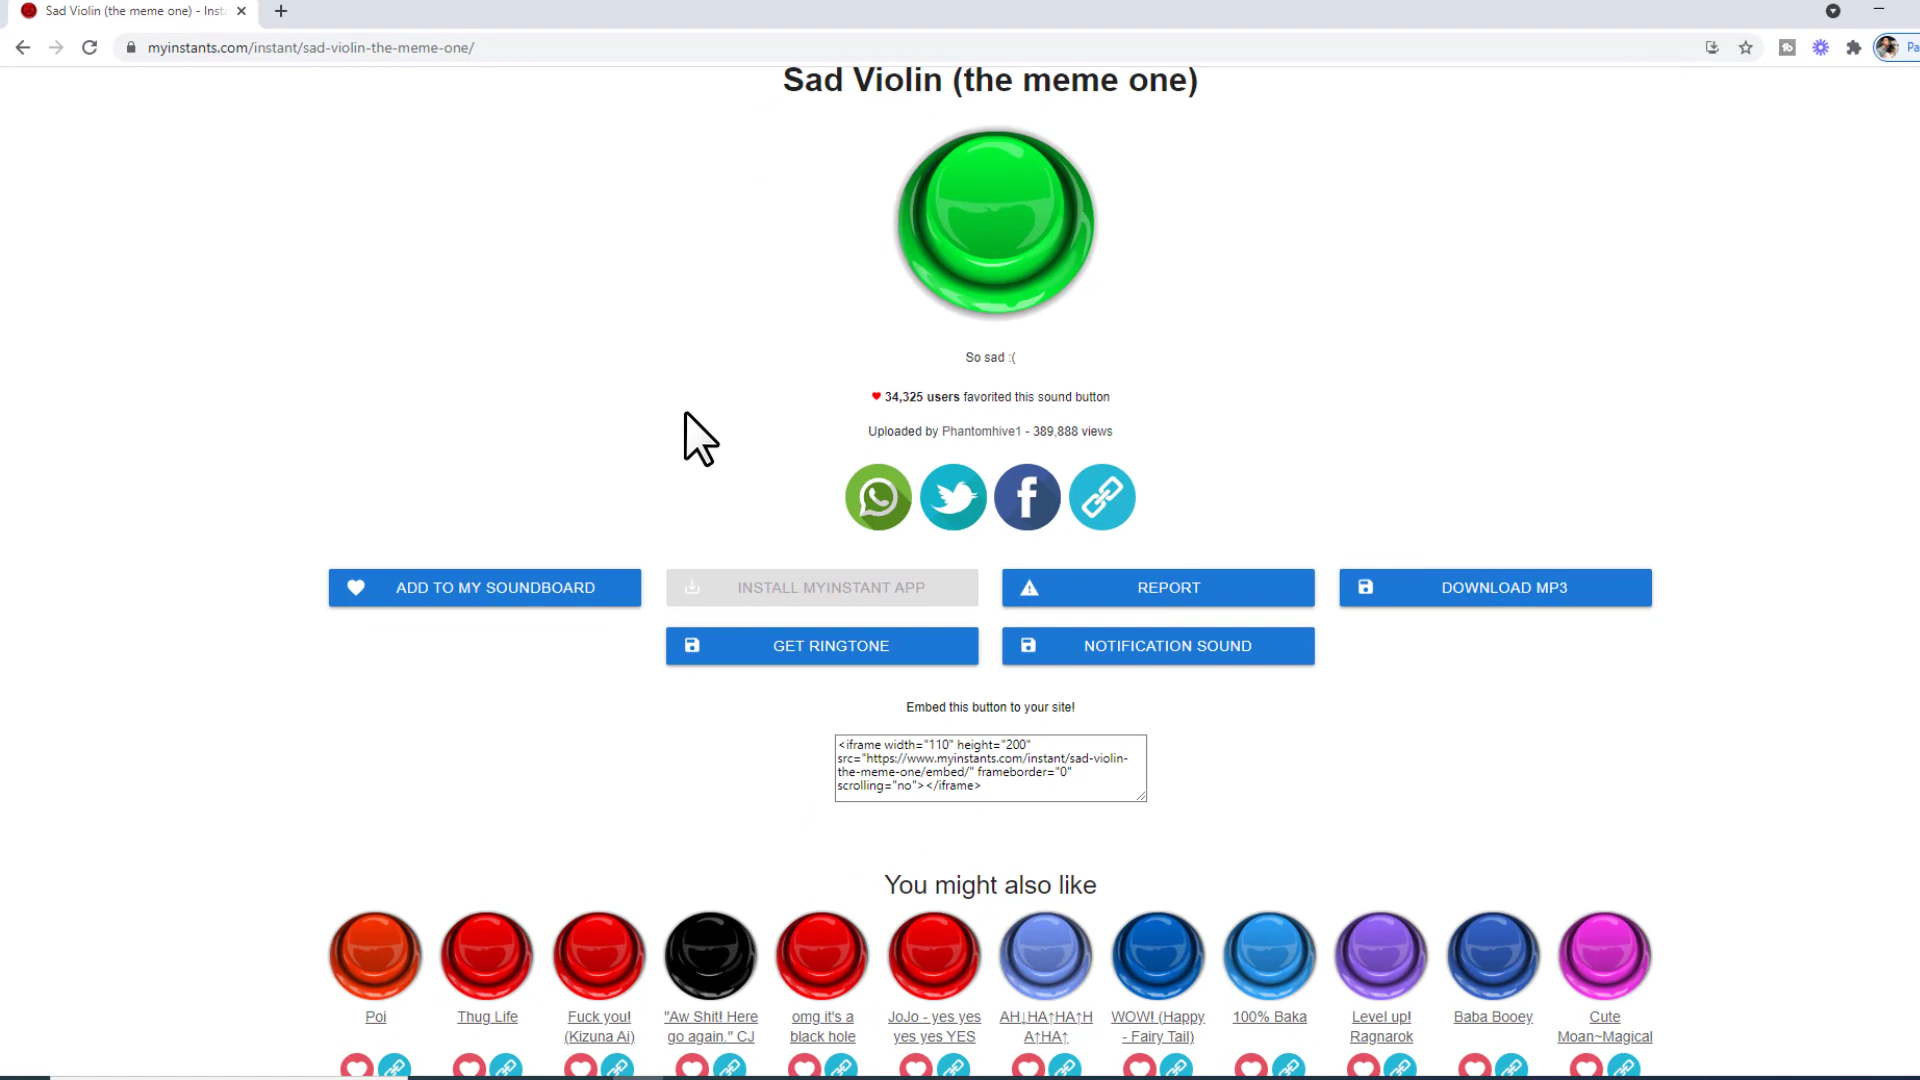 Sad Violin (the meme one) - Inst
myinstants.com/instant/sad-violin-the-meme-one/
Pa
Sad Violin (the meme one)
So sad :(
34,325 users favorited this sound button
Uploaded by Phantomhive1 - 389,888 views
ADD TO MY SOUNDBOARD
INSTALL MYINSTANT APP
REPORT
DOWNLOAD MP3
GET RINGTONE
NOTIFICATION SOUND
Embed this button to your site!
<iframe width="110" height="200"
src="https://www.myinstants.com/instant/sad-violin-
the-meme-one/embed/" frameborder="0"
scrolling="no"></iframe>
You might also like
Poi
Thug Life
Fuck you!
(Kizuna Ai)
"Aw Shit! Here
go again." CJ
omg it's a
black hole
JoJo - yes yes
yes yes YES
AH↓HA↑HA↑H
A↑HA↑
WOW! (Happy
- Fairy Tail)
100% Baka
Level up!
Ragnarok
Baba Booey
Cute
Moan~Magical